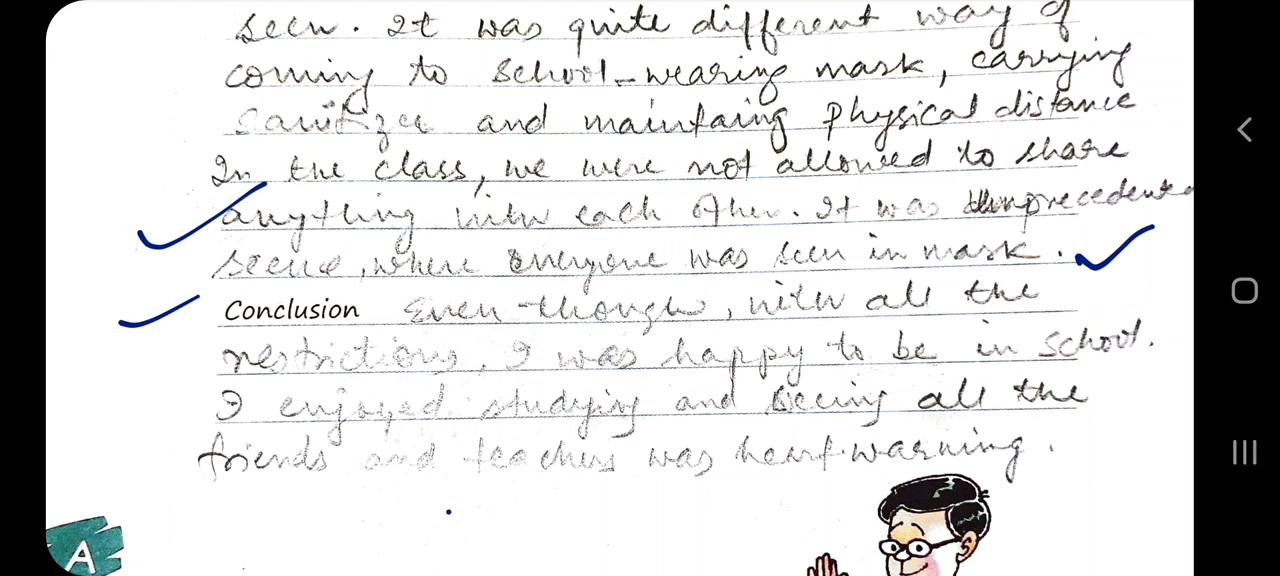 seen. It was quite different way of
coming to school-wearing mask, carrying
Sanitizer and maintaing physical distance
In the class, we were not allowed to share
anything with each other. It was unprecedented
scene, where everyone was seen in mask.
Conclusion Even-though, with all the
restrictions, I was happy to be in school.
I enjoyed studying and seeing all the
friends and teachers was heart-warning.
A